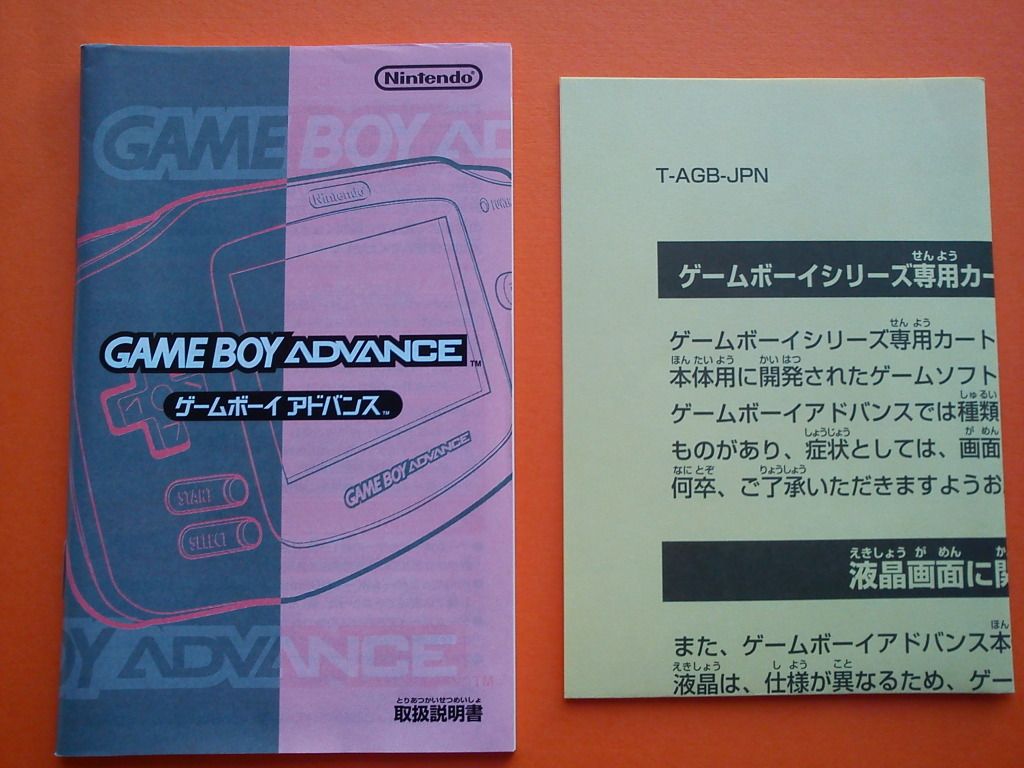 Nintendo®
GAME BOY AD
Nintendo
GAME BOY ADVANCE™
ゲームボーイ アドバンス™
GAME BOY ADVANCE
START
SELECT
Y ADVANCE™
とりあつかいせつめいしょ
取扱説明書
T-AGB-JPN
せんよう
ゲームボーイシリーズ専用カー
せんよう
ゲームボーイシリーズ専用カート
ほんたいよう かいはつ
本体用に開発されたゲームソフト
しゅるい
ゲームボーイアドバンスでは種類
しょうじょう がめん
ものがあり、症状としては、画面
なにとぞ りょうしょう
何卒、ご了承いただきますようお
えきしょうがめん か
液晶画面に関
ほん
また、ゲームボーイアドバンス本
えきしょう しよう こと
液晶は、仕様が異なるため、ゲー